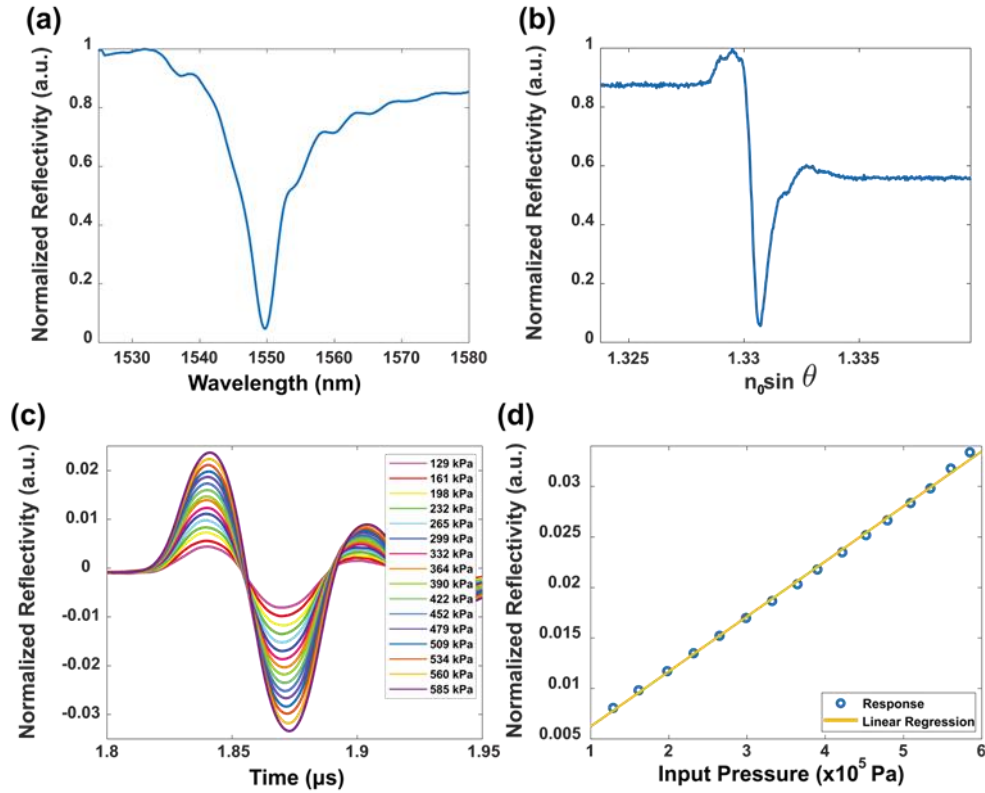 (a)
Normalized Reflectivity (a.u.)
1
0.8
0.6
0.4
0.2
0
1530 1540 1550 1560 1570 1580
Wavelength (nm)
(b)
Normalized Reflectivity (a.u.)
1
0.8
0.6
0.4
0.2
0
1.325 1.33 1.335
n₀sin θ
(c)
Normalized Reflectivity (a.u.)
0.02
0.01
0
-0.01
-0.02
-0.03
1.8 1.85 1.9 1.95
Time (µs)
129 kPa
161 kPa
198 kPa
232 kPa
265 kPa
299 kPa
332 kPa
364 kPa
390 kPa
422 kPa
452 kPa
479 kPa
509 kPa
534 kPa
560 kPa
585 kPa
(d)
Normalized Reflectivity (a.u.)
0.03
0.025
0.02
0.015
0.01
0.005
1 2 3 4 5 6
Input Pressure (x10⁵ Pa)
Response
Linear Regression